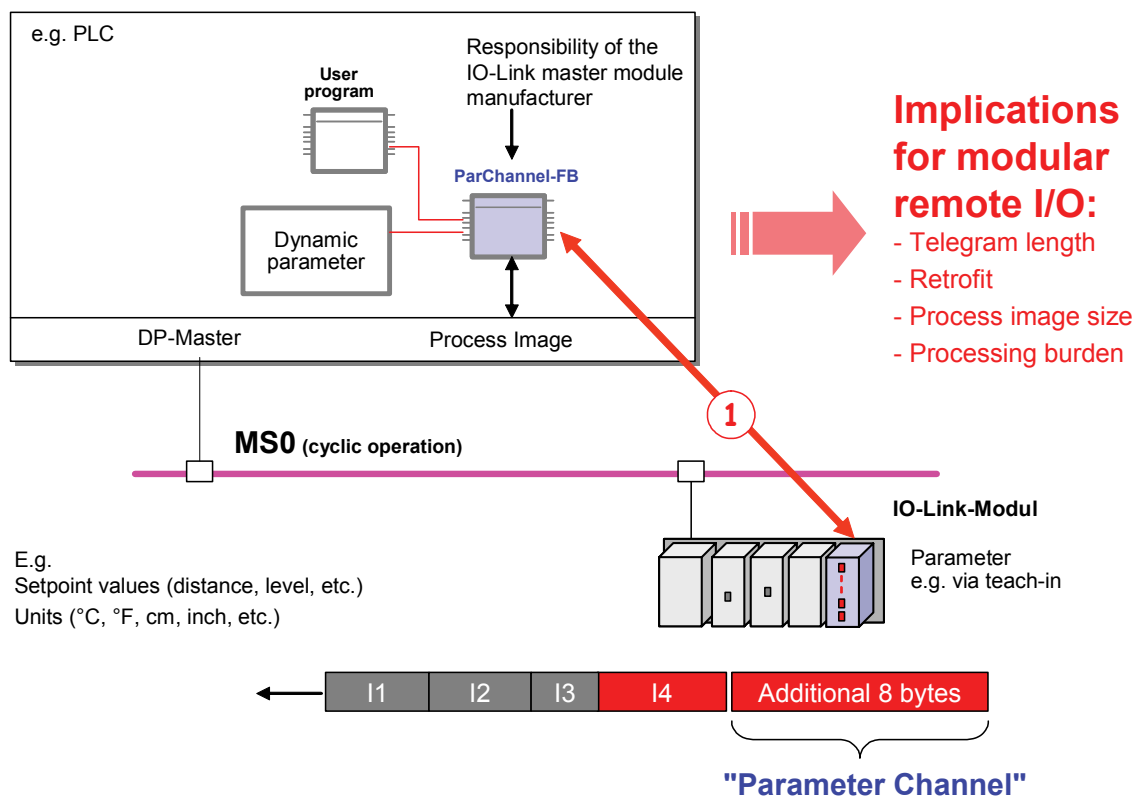 e.g. PLC
User
program
Responsibility of the
IO-Link master module
manufacturer
ParChannel-FB
Dynamic
parameter
DP-Master
Process Image
Implications
for modular
remote I/O:
- Telegram length
- Retrofit
- Process image size
- Processing burden
1
MS0 (cyclic operation)
IO-Link-Modul
Parameter
e.g. via teach-in
E.g.
Setpoint values (distance, level, etc.)
Units (°C, °F, cm, inch, etc.)
I1 I2 I3 I4 Additional 8 bytes
"Parameter Channel"